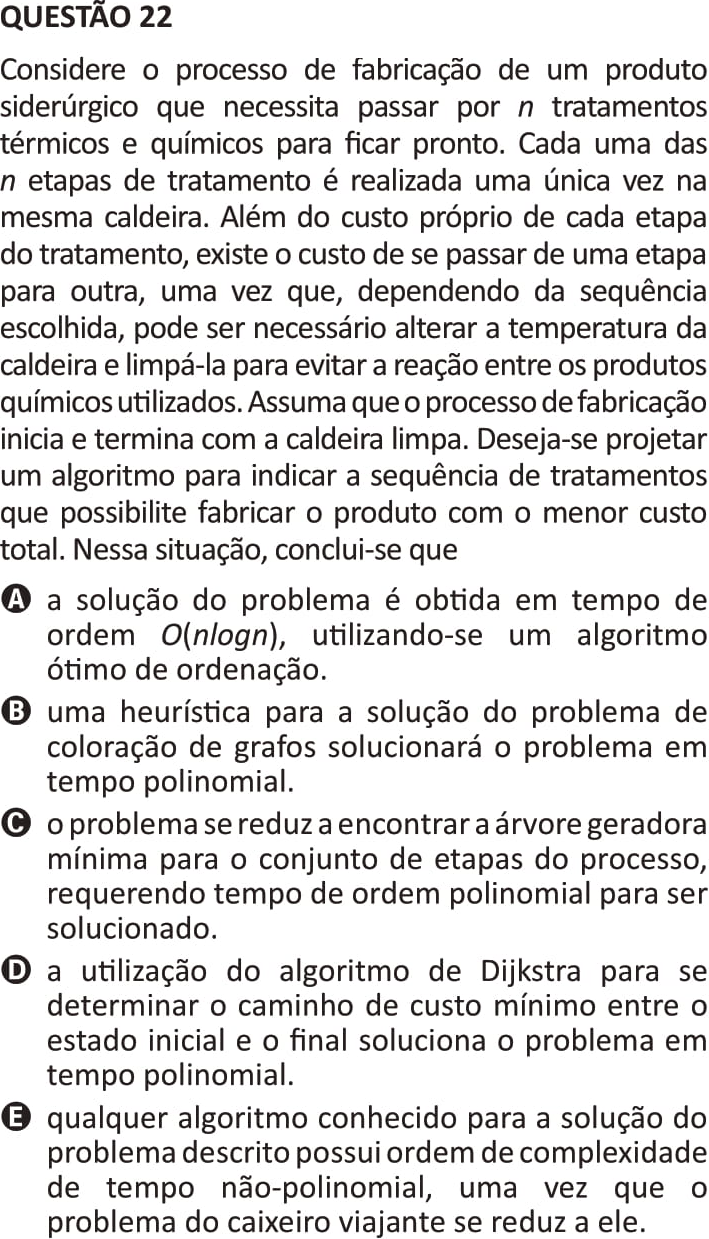 QUESTÃO 22
Considere o processo de fabricação de um produto
siderúrgico que necessita passar por n tratamentos
térmicos e químicos para ficar pronto. Cada uma das
n etapas de tratamento é realizada uma única vez na
mesma caldeira. Além do custo próprio de cada etapa
do tratamento, existe o custo de se passar de uma etapa
para outra, uma vez que, dependendo da sequência
escolhida, pode ser necessário alterar a temperatura da
caldeira e limpá-la para evitar a reação entre os produtos
químicos utilizados. Assuma que o processo de fabricação
inicia e termina com a caldeira limpa. Deseja-se projetar
um algoritmo para indicar a sequência de tratamentos
que possibilite fabricar o produto com o menor custo
total. Nessa situação, conclui-se que
A a solução do problema é obtida em tempo de
ordem O(nlogn), utilizando-se um algoritmo
ótimo de ordenação.
B uma heurística para a solução do problema de
coloração de grafos solucionará o problema em
tempo polinomial.
C o problema se reduz a encontrar a árvore geradora
mínima para o conjunto de etapas do processo,
requerendo tempo de ordem polinomial para ser
solucionado.
D a utilização do algoritmo de Dijkstra para se
determinar o caminho de custo mínimo entre o
estado inicial e o final soluciona o problema em
tempo polinomial.
E qualquer algoritmo conhecido para a solução do
problema descrito possui ordem de complexidade
de tempo não-polinomial, uma vez que o
problema do caixeiro viajante se reduz a ele.